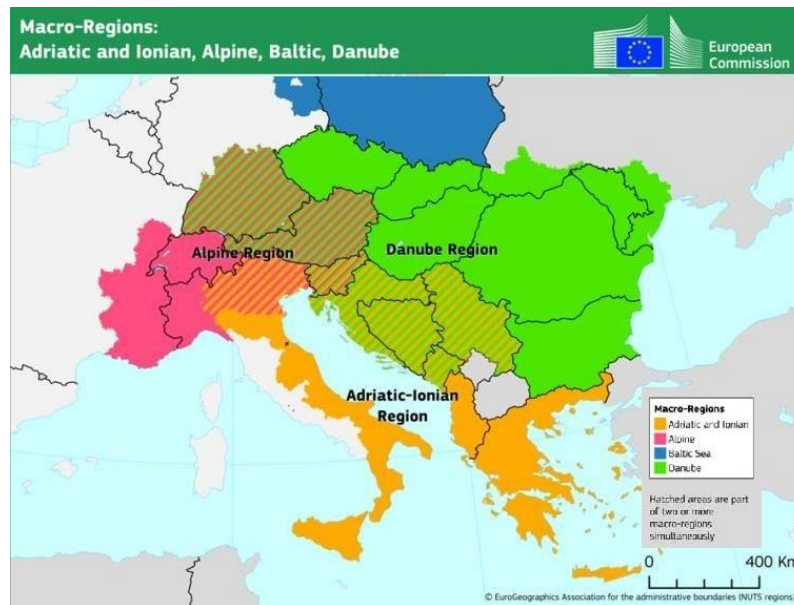 Macro-Regions:
Adriatic and Ionian, Alpine, Baltic, Danube
European
Commission
Alpine Region
Danube Region
Adriatic-Ionian
Region
Macro-Regions
Adriatic and Ionian
Alpine
Baltic Sea
Danube
Hatched areas are part
of two or more
macro-regions
simultaneously
0 400 Km
© EuroGeographics Association for the administrative boundaries (NUTS regions)